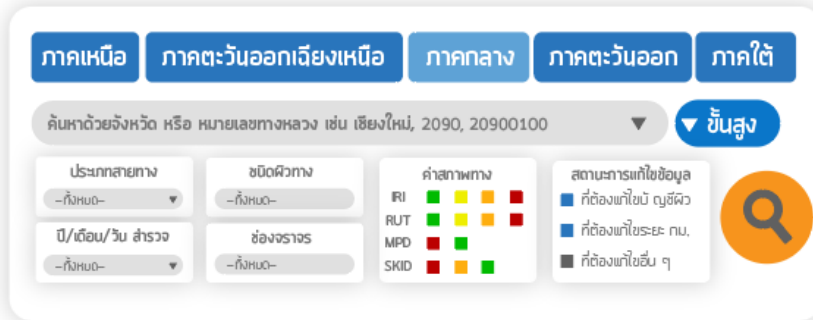 ภาคเหนือ ภาคตะวันออกเฉียงเหนือ ภาคกลาง ภาคตะวันออก ภาคใต้
ค้นหาด้วยจังหวัด หรือ หมายเลขทางหลวง เช่น เชียงใหม่, 2090, 20900100
ขั้นสูง
ประเภทสายทาง
-ทั้งหมด-
ชนิดผิวทาง
-ทั้งหมด-
ปี/เดือน/วัน สำรวจ
-ทั้งหมด-
ช่องจราจร
-ทั้งหมด-
ค่าสภาพทาง
IRI
RUT
MPD
SKID
สถานะการแก้ไขข้อมูล
ที่ต้องแก้ไขบั ญชีผิว
ที่ต้องแก้ไขระยะ กม.
ที่ต้องแก้ไขอื่น ๆ